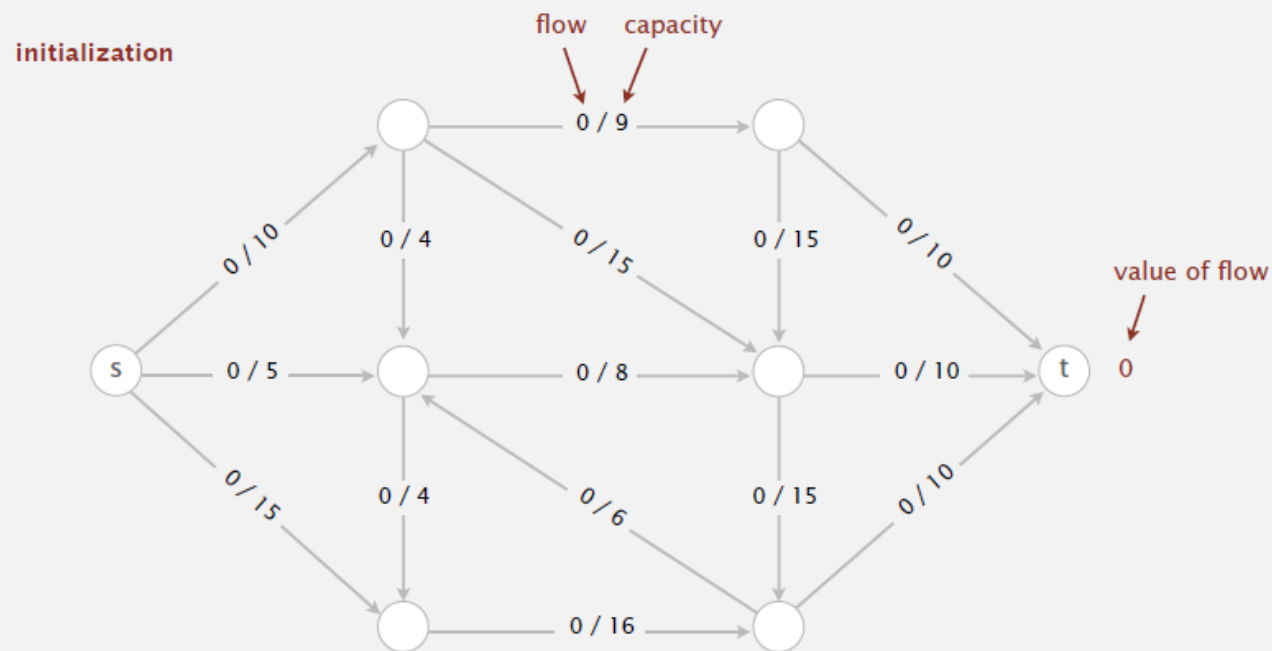 flow capacity
initialization
0 / 9
0 / 10
0 / 4
0 / 15
0 / 15
0 / 10
value of flow
s
0 / 5
0 / 8
0 / 10
t
0
0 / 15
0 / 4
0 / 6
0 / 15
0 / 10
0 / 16